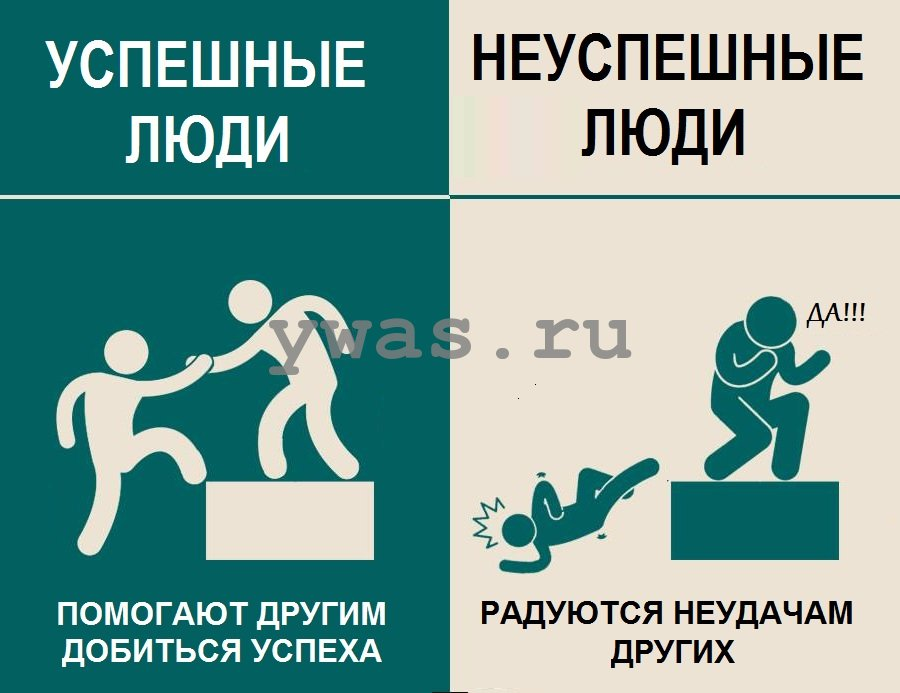 УСПЕШНЫЕ
ЛЮДИ
НЕУСПЕШНЫЕ
ЛЮДИ
ywas.ru
ДА!!!
ПОМОГАЮТ ДРУГИМ
ДОБИТЬСЯ УСПЕХА
РАДУЮТСЯ НЕУДАЧАМ
ДРУГИХ